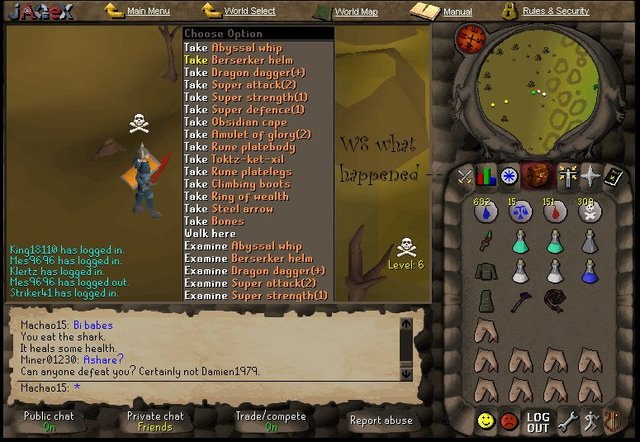 JAGEX
Main Menu
World Select
World Map
Manual
Rules & Security
Choose Option
Take Abyssal whip
Take Berserker helm
Take Dragon dagger(+)
Take Super attack(2)
Take Super strength(1)
Take Super defence(1)
Take Obsidian cape
Take Amulet of glory(2)
Take Rune platebody
Take Toktz-ket-xil
Take Rune platelegs
Take Climbing boots
Take Ring of wealth
Take Steel arrow
Take Bones
Walk here
Examine Abyssal whip
Examine Berserker helm
Examine Dragon dagger(+)
Examine Super attack(2)
Examine Super strength(1)
what
happened --
Level: 6
King18110 has logged in.
Mes9696 has logged in.
Klertz has logged in.
Mes9696 has logged out.
Striker41 has logged in.
682
15
151
308
Machao15: Bi babes
You eat the shark.
It heals some health.
Miner01230: Ashare?
Can anyone defeat you? Certainly not Damien1979.
Machao15: *
Public chat
On
Private chat
Friends
Trade/compete
On
Report abuse
LOG
OUT